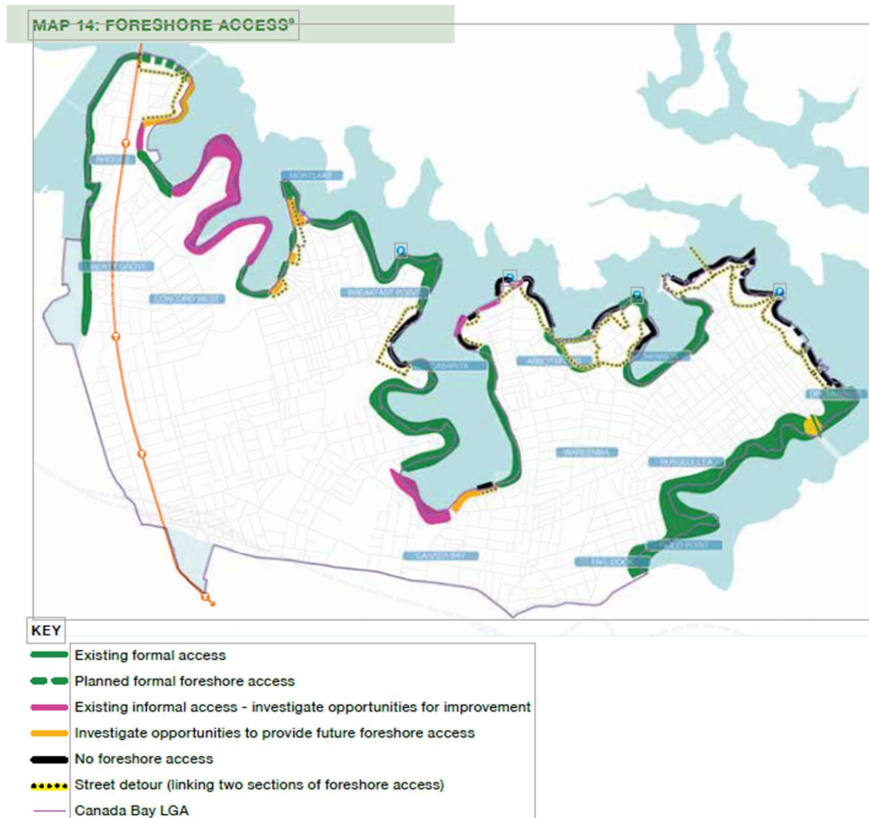 MAP 14: FORESHORE ACCESS⁹
RHODES
MORTLAKE
LIBERTY GROVE
CONCORD WEST
BREAKFAST POINT
CABARITA
ABBOTSFORD
CHISWICK
DRUMMOYNE
WAREEMBA
RUSSELL LEA
RODD POINT
FIVE DOCK
CANADA BAY
KEY
Existing formal access
Planned formal foreshore access
Existing informal access - investigate opportunities for improvement
Investigate opportunities to provide future foreshore access
No foreshore access
Street detour (linking two sections of foreshore access)
Canada Bay LGA